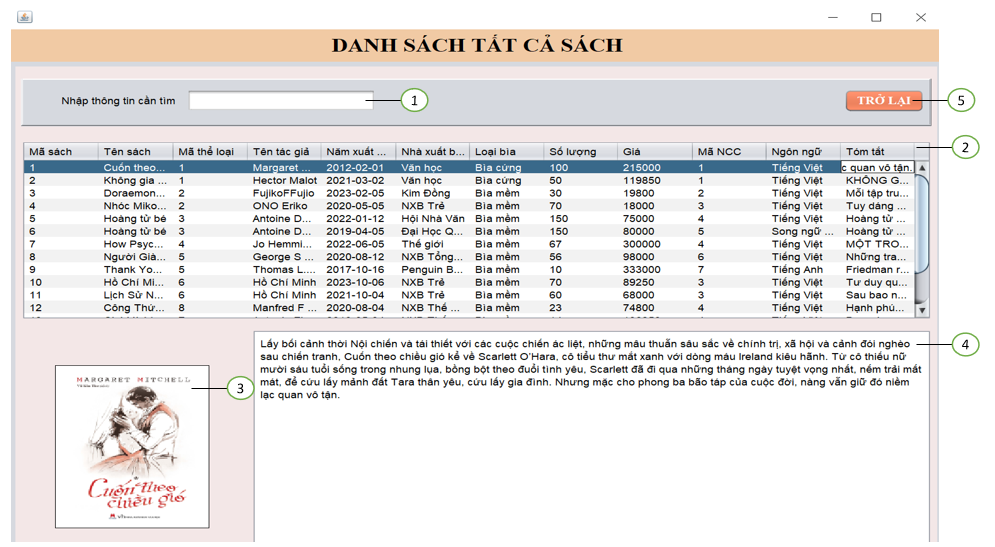 DANH SÁCH TẤT CẢ SÁCH
Nhập thông tin cần tìm
1
TRỞ LẠI
5
Mã sách Tên sách Mã thể loại Tên tác giả Năm xuất ... Nhà xuất b... Loại bìa Số lượng Giá Mã NCC Ngôn ngữ Tóm tắt
2
1 Cuốn theo... 1 Margaret ... 2012-02-01 Văn học Bìa cứng 100 215000 1 Tiếng Việt c quan vô tận.
2 Không gia ... 1 Hector Malot 2021-03-02 Văn học Bìa cứng 50 119850 1 Tiếng Việt KHÔNG G...
3 Doraemon... 2 FujikoFFujio 2023-02-05 Kim Đồng Bìa mềm 30 19800 2 Tiếng Việt Mỗi tập tru...
4 Nhóc Miko... 2 ONO Eriko 2020-05-05 NXB Trẻ Bìa mềm 70 18000 3 Tiếng Việt Tuy dáng ...
5 Hoàng tử bé 3 Antoine D... 2022-01-12 Hội Nhà Văn Bìa mềm 150 75000 4 Tiếng Việt Hoàng tử ...
6 Hoàng tử bé 3 Antoine D... 2019-04-05 Đại Học Q... Bìa mềm 150 80000 5 Song ngữ ... Hoàng tử ...
7 How Psyc... 4 Jo Hemmi... 2022-06-05 Thế giới Bìa mềm 67 300000 4 Tiếng Việt MỘT TRO...
8 Người Già... 5 George S ... 2020-08-12 NXB Tổng... Bìa mềm 56 98000 6 Tiếng Việt Những tra...
9 Thank Yo... 5 Thomas L.... 2017-10-16 Penguin B... Bìa mềm 10 333000 7 Tiếng Anh Friedman r...
10 Hồ Chí Mi... 6 Hồ Chí Minh 2023-10-06 NXB Trẻ Bìa mềm 70 89250 3 Tiếng Việt Tư duy qu...
11 Lịch Sử N... 6 Hồ Chí Minh 2021-10-04 NXB Trẻ Bìa mềm 60 68000 3 Tiếng Việt Sau bao n...
12 Công Thứ... 8 Manfred F ... 2020-08-04 NXB Thế ... Bìa mềm 23 74800 4 Tiếng Việt Hạnh phú...
Lấy bối cảnh thời Nội chiến và tái thiết với các cuộc chiến ác liệt, những mâu thuẫn sâu sắc về chính trị, xã hội và cảnh đói nghèo
sau chiến tranh, Cuốn theo chiều gió kể về Scarlett O'Hara, cô tiểu thư mắt xanh với dòng máu Ireland kiêu hãnh. Từ cô thiếu nữ
mười sáu tuổi sống trong nhung lụa, bồng bột theo đuổi tình yêu, Scarlett đã đi qua những tháng ngày tuyệt vọng nhất, nếm trải mất
mát, để cứu lấy mảnh đất Tara thân yêu, cứu lấy gia đình. Nhưng mặc cho phong ba bão táp của cuộc đời, nàng vẫn giữ đó niềm
lạc quan vô tận.
4
3
MARGARET MITCHELL
Cuốn theo
chiều gió